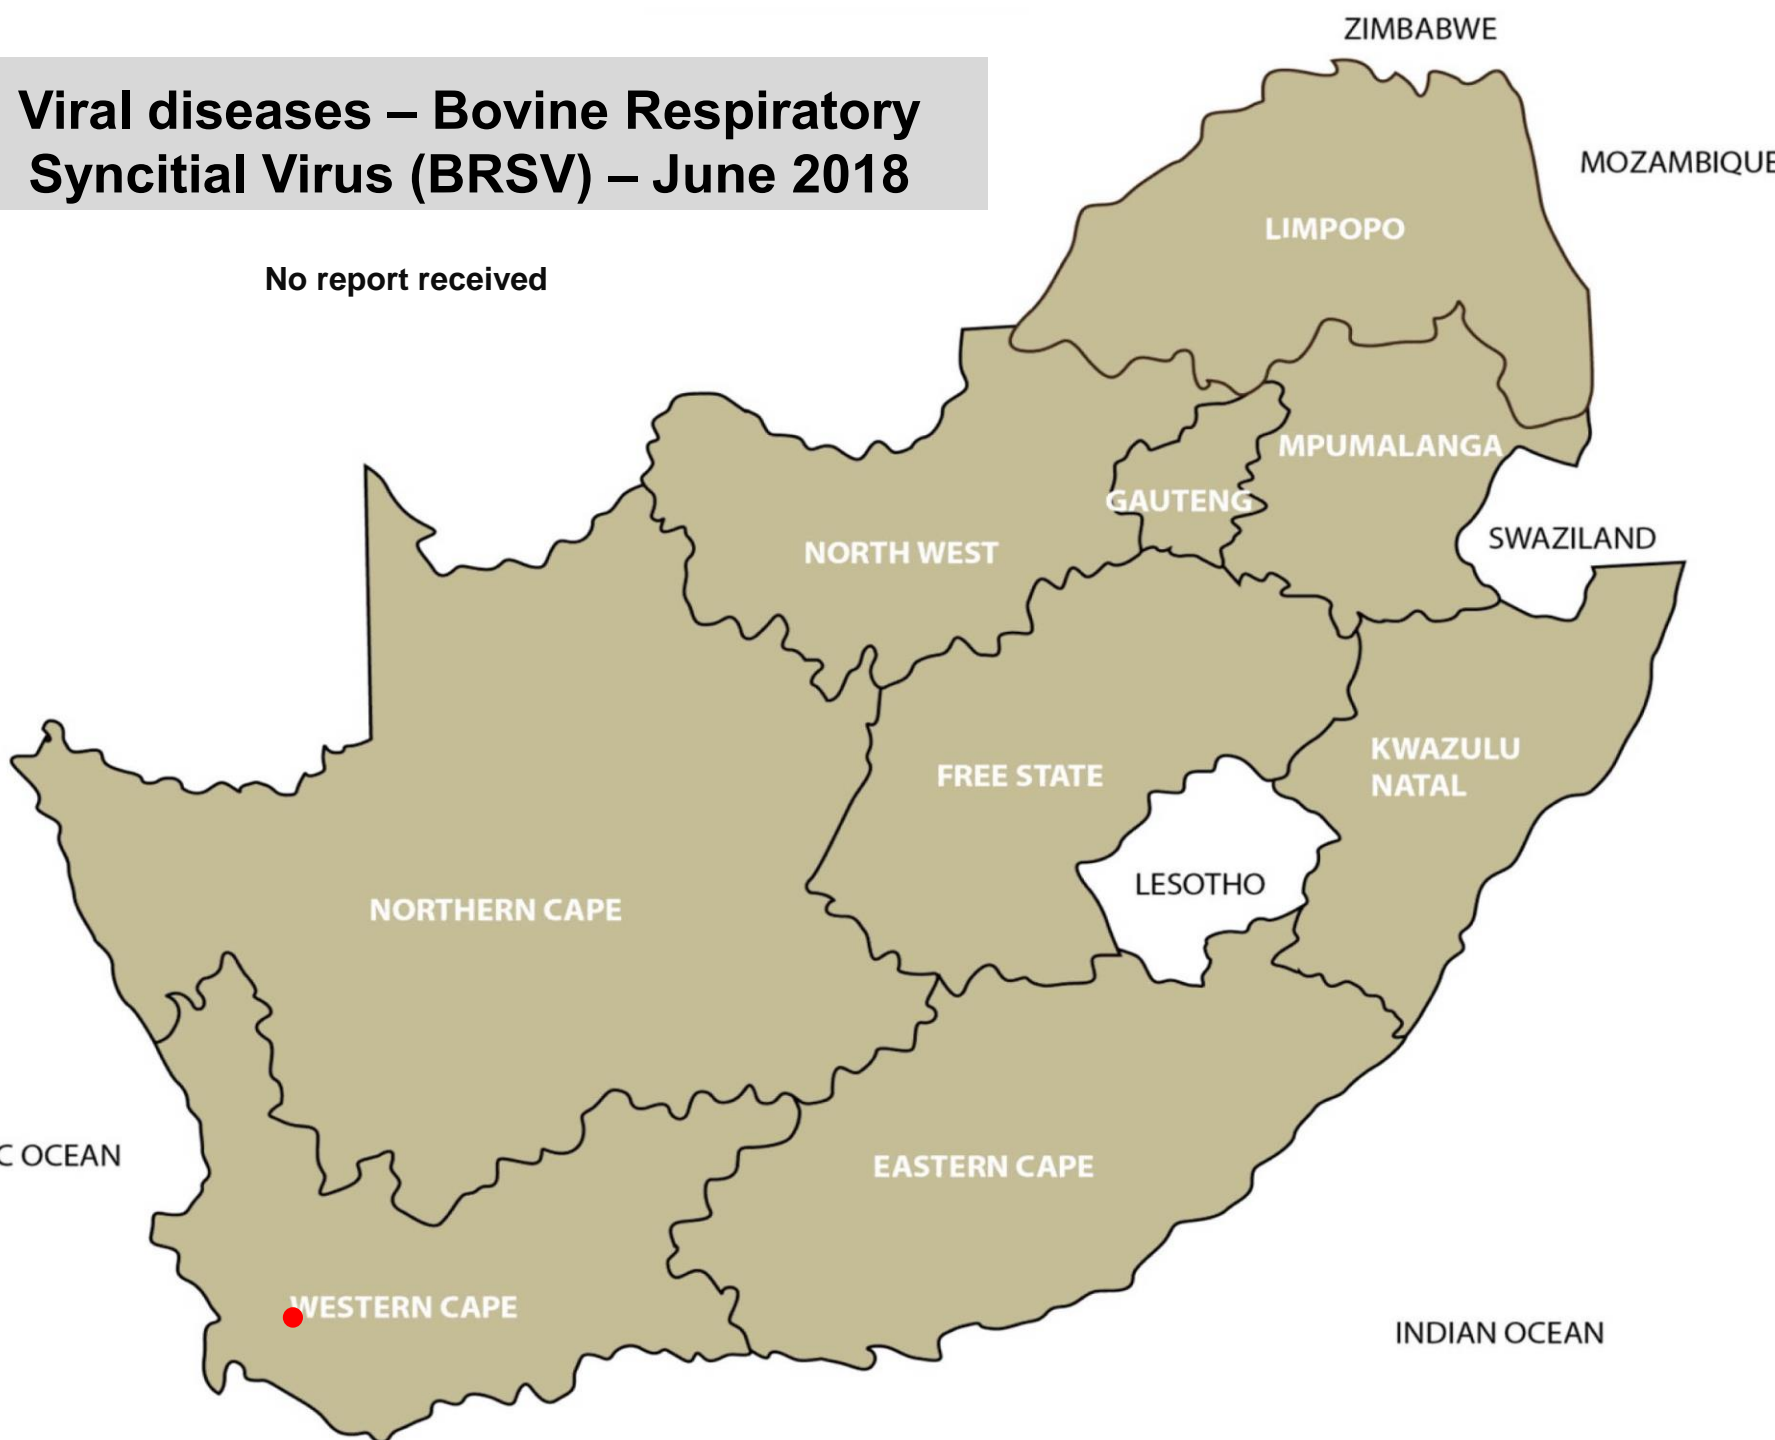 ZIMBABWE
Viral diseases – Bovine Respiratory
Syncitial Virus (BRSV) – June 2018
MOZAMBIQUE
LIMPOPO
No report received
MPUMALANGA
GAUTENG
SWAZILAND
NORTH WEST
KWAZULU
NATAL
FREE STATE
LESOTHO
NORTHERN CAPE
C OCEAN
EASTERN CAPE
WESTERN CAPE
INDIAN OCEAN